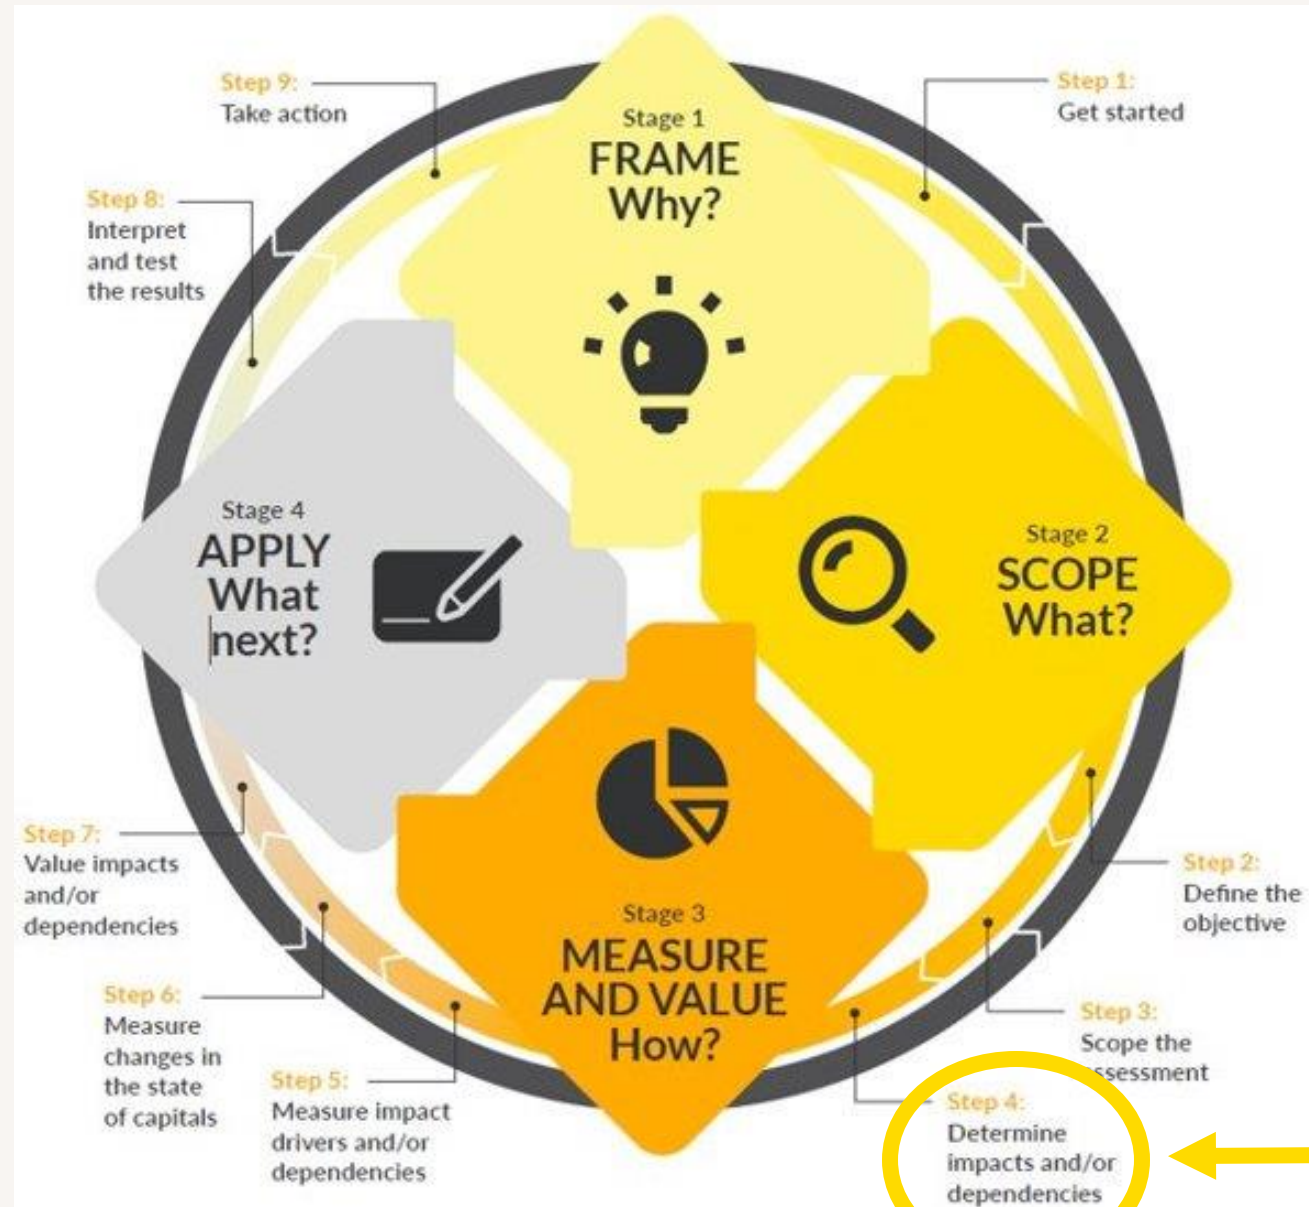 Stage 1
FRAME
Why?
Stage 2
SCOPE
What?
Stage 3
MEASURE
AND VALUE
How?
Stage 4
APPLY
What
next?
Step 1:
Get started
Step 2:
Define the
objective
Step 3:
Scope the
ssessment
Step 4:
Determine
impacts and/or
dependencies
Step 5:
Measure impact
drivers and/or
dependencies
Step 6:
Measure
changes in
the state
of capitals
Step 7:
Value impacts
and/or
dependencies
Step 8:
Interpret
and test
the results
Step 9:
Take action